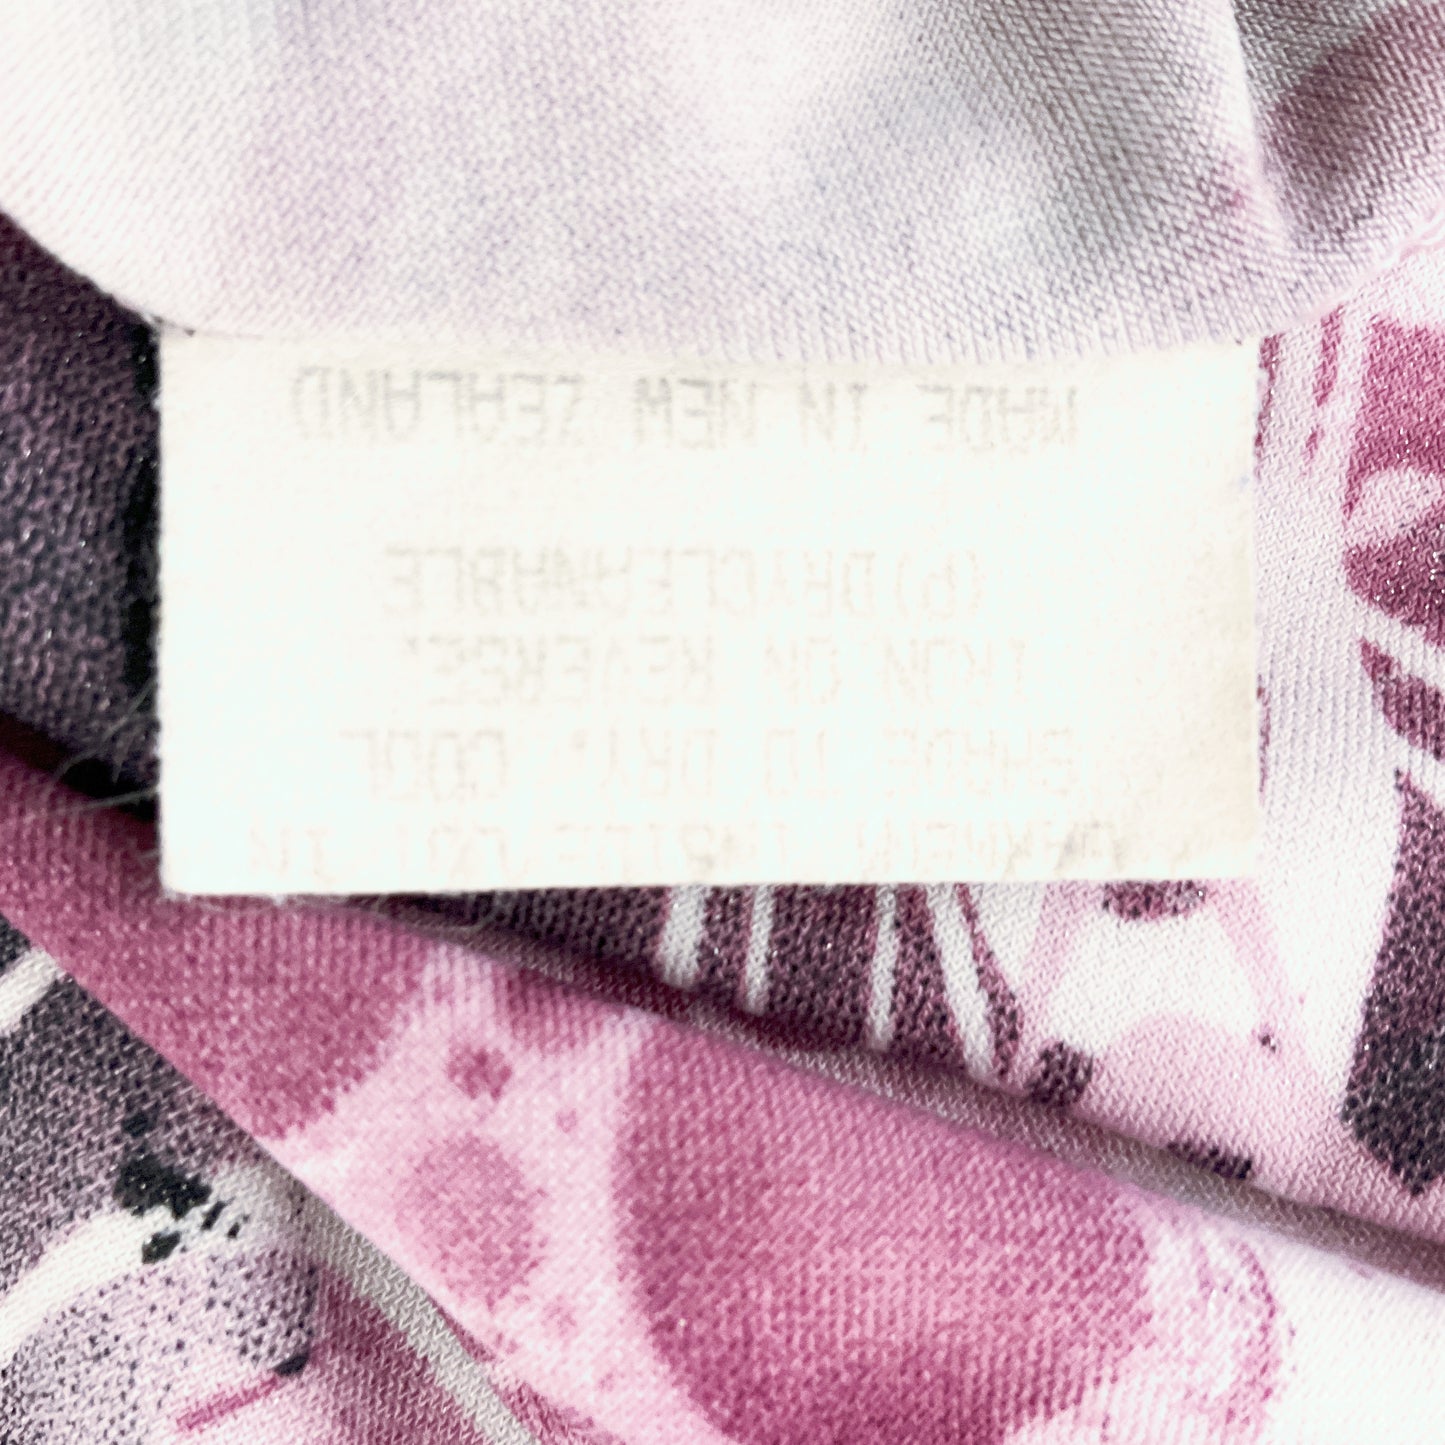 GARMENT INSIDE OUT IN
SHADE TO DRY. COOL
IRON ON REVERSE.
(P)DRYCLEANABLE
MADE IN NEW ZEALAND